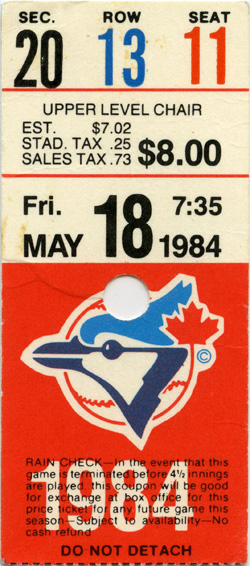 SEC. ROW SEAT
20 13 11
UPPER LEVEL CHAIR
EST. $7.02
STAD. TAX .25
SALES TAX .73 $8.00
Fri. 7:35
MAY 18 1984
©
1984
RAIN CHECK—In the event that this
game is terminated before 4½ innings
are played, this coupon will be good
for exchange at box office for this
price ticket for any future game this
season—Subject to availability—No
cash refund
DO NOT DETACH